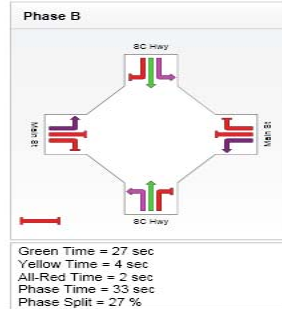 Phase B
SC Hwy
Main St
Main St
SC Hwy
Green Time = 27 sec
Yellow Time = 4 sec
All-Red Time = 2 sec
Phase Time = 33 sec
Phase Split = 27 %